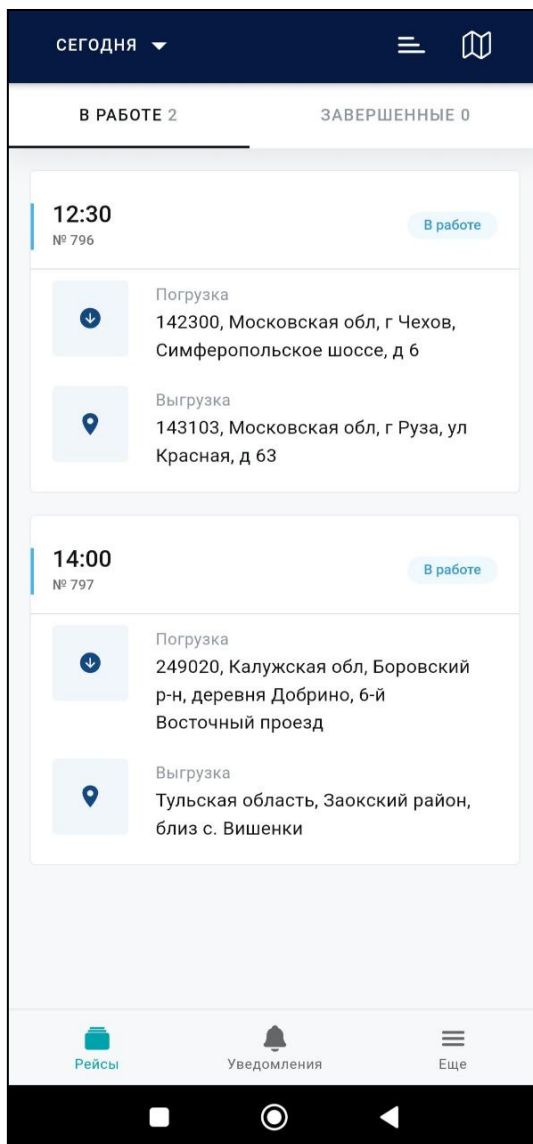 СЕГОДНЯ
В РАБОТЕ 2
ЗАВЕРШЕННЫЕ 0
12:30
№ 796
В работе
Погрузка
142300, Московская обл, г Чехов,
Симферопольское шоссе, д 6
Выгрузка
143103, Московская обл, г Руза, ул
Красная, д 63
14:00
№ 797
В работе
Погрузка
249020, Калужская обл, Боровский
р-н, деревня Добрино, 6-й
Восточный проезд
Выгрузка
Тульская область, Заокский район,
близ с. Вишенки
Рейсы
Уведомления
Еще